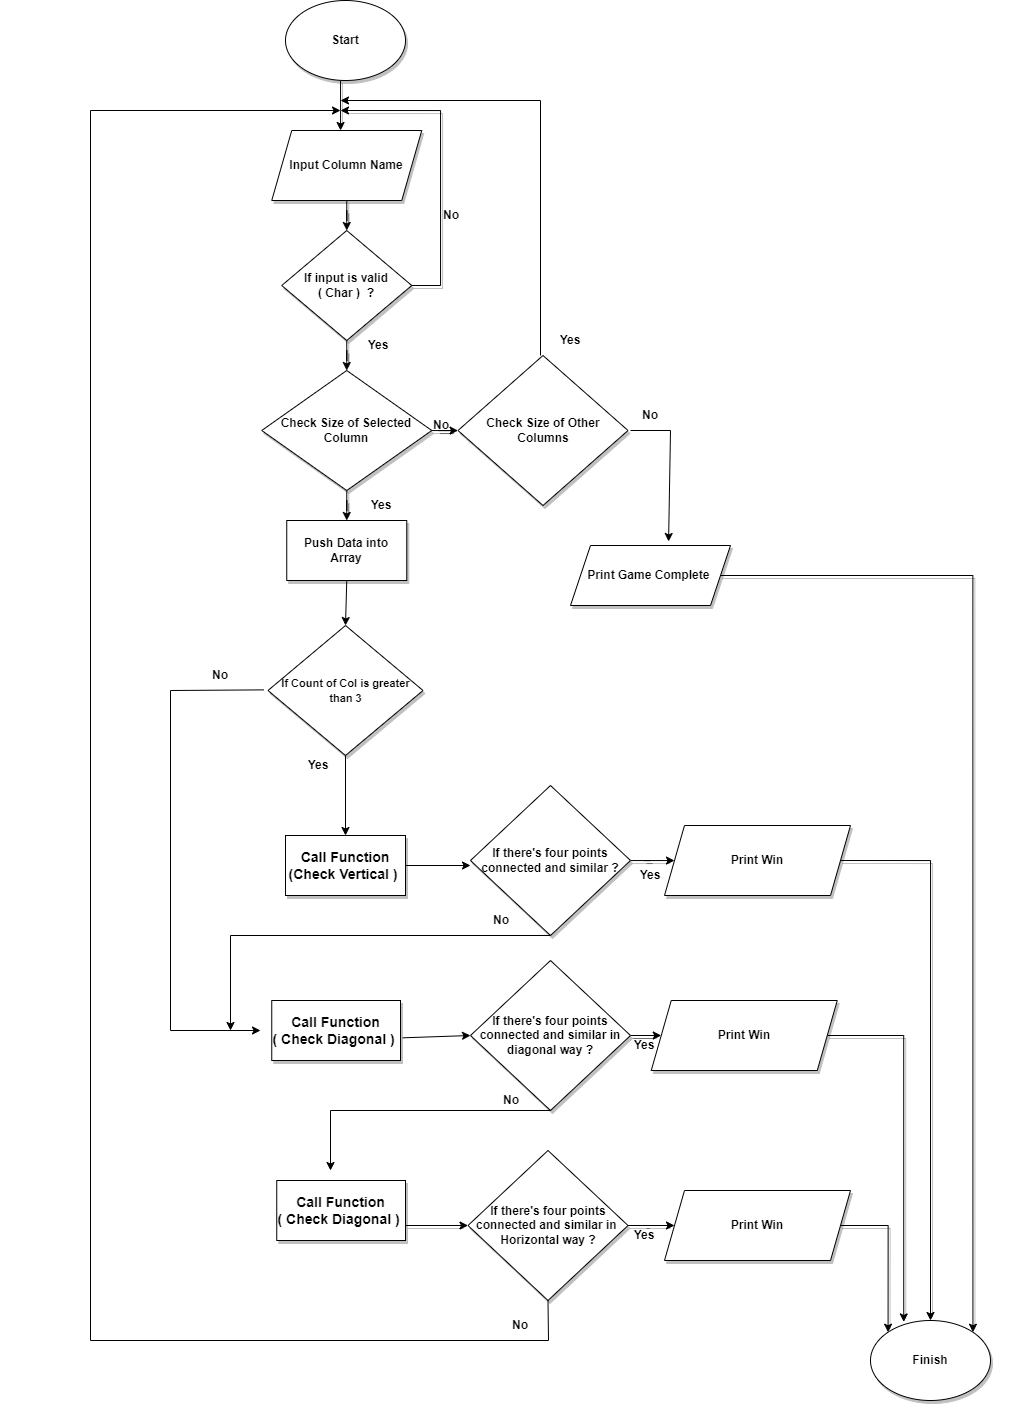 Start
Input Column Name
No
If input is valid
( Char )  ?
Yes
Yes
Check Size of Selected
Column
No
Check Size of Other
Columns
No
Yes
Push Data into
Array
Print Game Complete
No
If Count of Col is greater
than 3
Yes
Call Function
(Check Vertical )
If there's four points
connected and similar ?
Yes
Print Win
No
Call Function
( Check Diagonal )
If there's four points
connected and similar in
diagonal way ?
Yes
Print Win
No
Call Function
( Check Diagonal )
If there's four points
connected and similar in
Horizontal way ?
Yes
Print Win
No
Finish